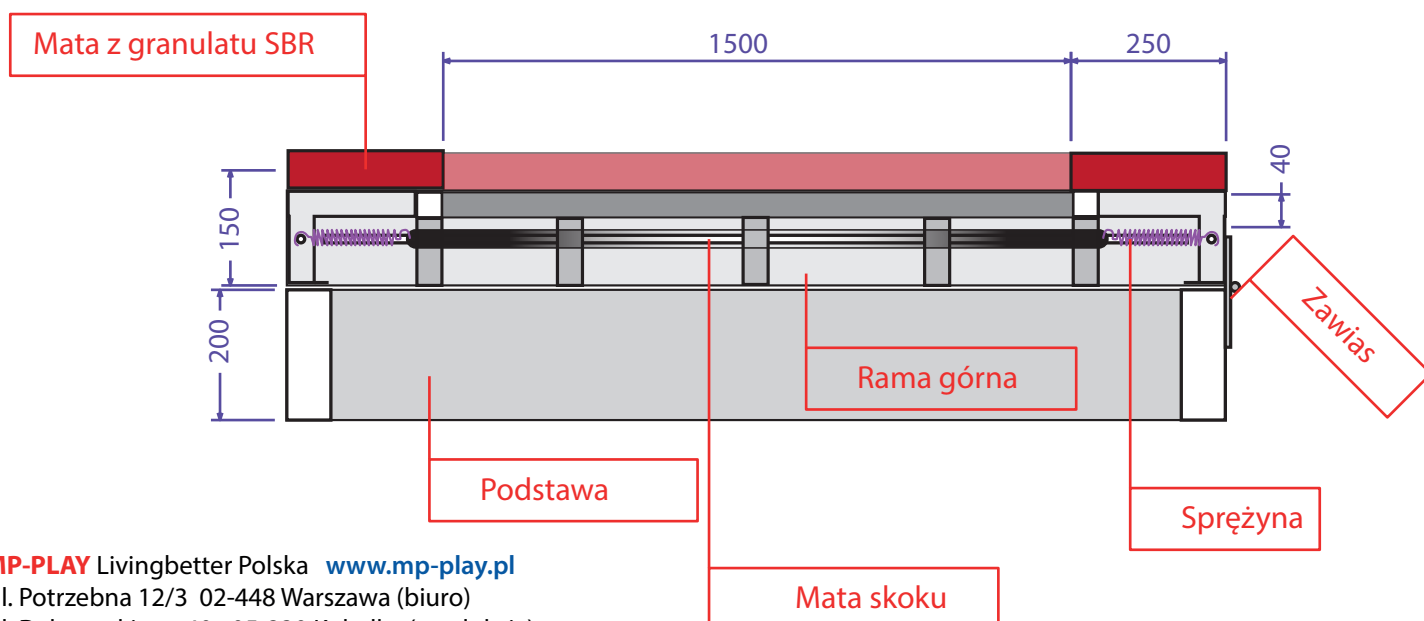 Mata z granulatu SBR
1500
250
40
150
200
Zawias
Rama górna
Podstawa
Sprężyna
Mata skoku
MP-PLAY Livingbetter Polska www.mp-play.pl
l. Potrzebna 12/3 02-448 Warszawa (biuro)